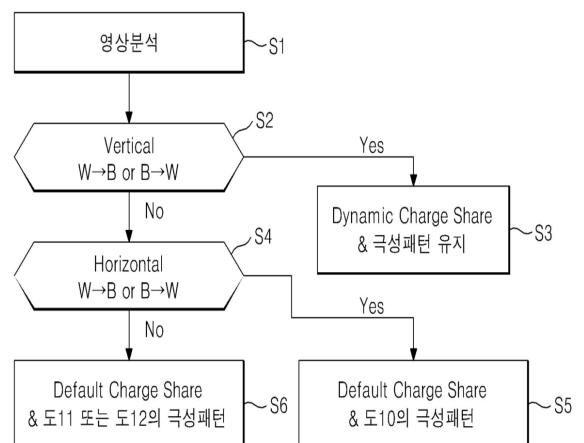 영상분석
S1
S2
Vertical
W→B or B→W
Yes
No
Dynamic Charge Share
& 극성패턴 유지
S3
S4
Horizontal
W→B or B→W
Yes
No
Default Charge Share
& 도11 또는 도12의 극성패턴
S6
Default Charge Share
& 도10의 극성패턴
S5